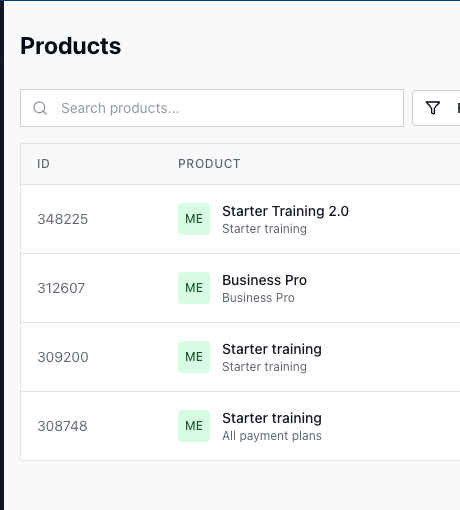 Products
Search products...
ID PRODUCT
348225 ME Starter Training 2.0
Starter training
312607 ME Business Pro
Business Pro
309200 ME Starter training
Starter training
308748 ME Starter training
All payment plans